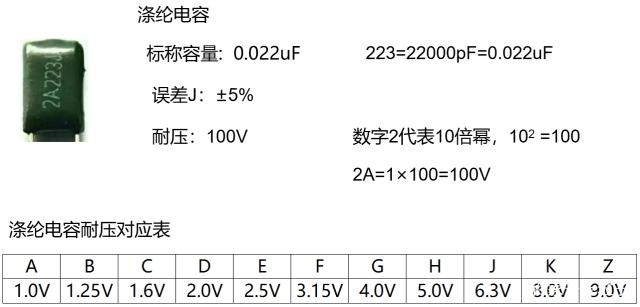 涤纶电容
标称容量: 0.022uF
223=22000pF=0.022uF
2A223J
误差J: ±5%
耐压: 100V
数字2代表10倍幂, 10² =100
2A=1×100=100V
涤纶电容耐压对应表
A B C D E F G H J K Z
1.0V 1.25V 1.6V 2.0V 2.5V 3.15V 4.0V 5.0V 6.3V 8.0V 9.0V